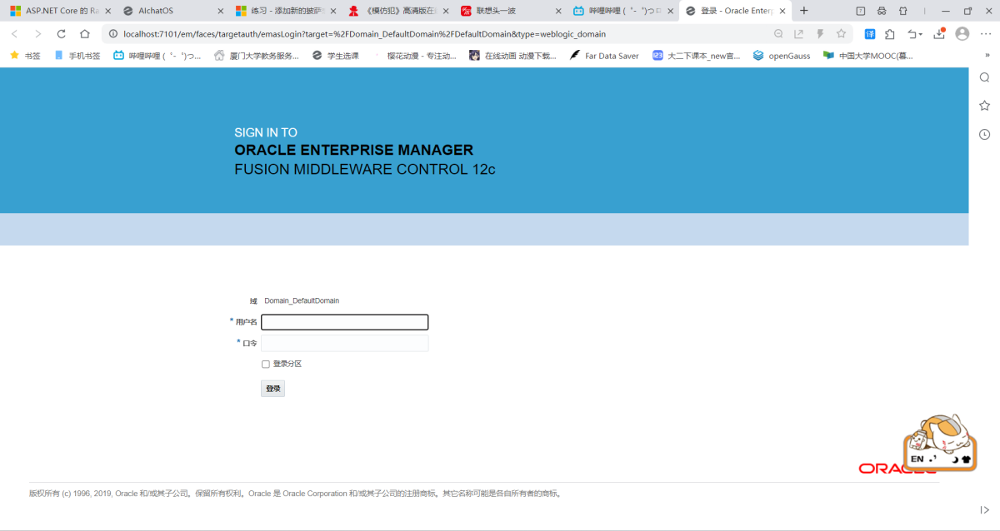 ASP.NET Core 的 Ra
AIchatOS
练习 - 添加新的披萨
《模仿犯》高清版在
联想头一波
哔哩哔哩 (゜-゜)つロ
登录 - Oracle Enterp
localhost:7101/em/faces/targetauth/emasLogin?target=%2FDomain_DefaultDomain%2FDefaultDomain&type=weblogic_domain
译
书签
手机书签
哔哩哔哩 (゜-゜)つ...
厦门大学教务服务...
学生选课
樱花动漫 - 专注动...
在线动画 动漫下载...
Far Data Saver
大二下课本_new官...
openGauss
中国大学MOOC(慕...
SIGN IN TO
ORACLE ENTERPRISE MANAGER
FUSION MIDDLEWARE CONTROL 12c
域 Domain_DefaultDomain
* 用户名
* 口令
登录分区
登录
EN
ORACLE
版权所有 (c) 1996, 2019, Oracle 和/或其子公司。保留所有权利。Oracle 是 Oracle Corporation 和/或其子公司的注册商标。其它名称可能是各自所有者的商标。